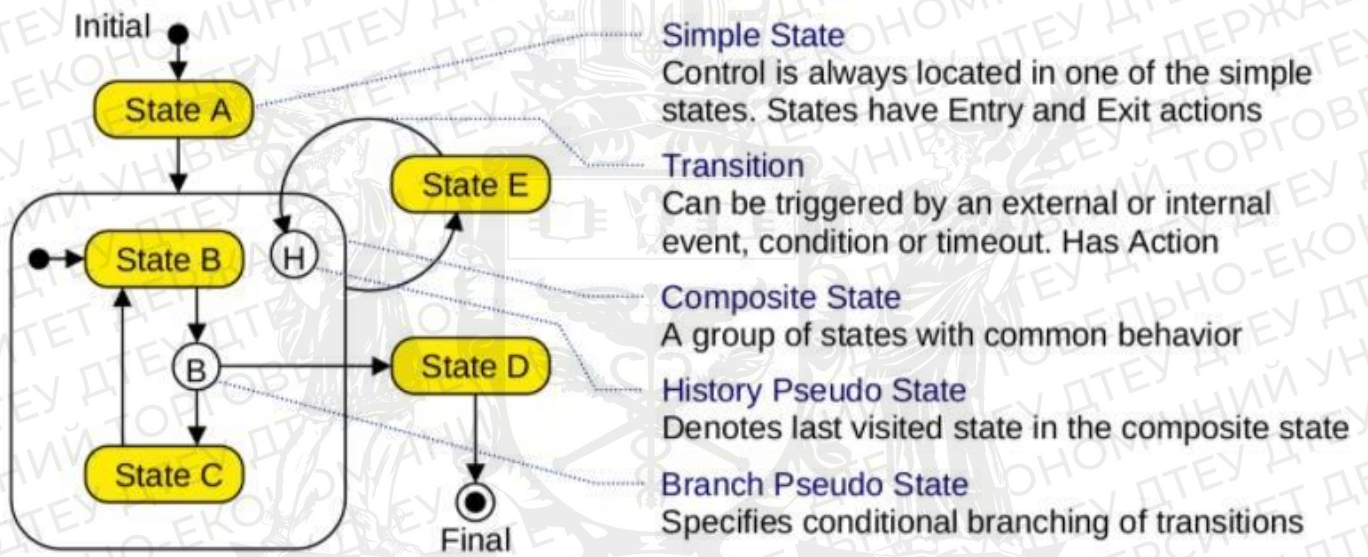 Initial
State A
State E
State B
H
B
State D
State C
Final
Simple State
Control is always located in one of the simple
states. States have Entry and Exit actions
Transition
Can be triggered by an external or internal
event, condition or timeout. Has Action
Composite State
A group of states with common behavior
History Pseudo State
Denotes last visited state in the composite state
Branch Pseudo State
Specifies conditional branching of transitions